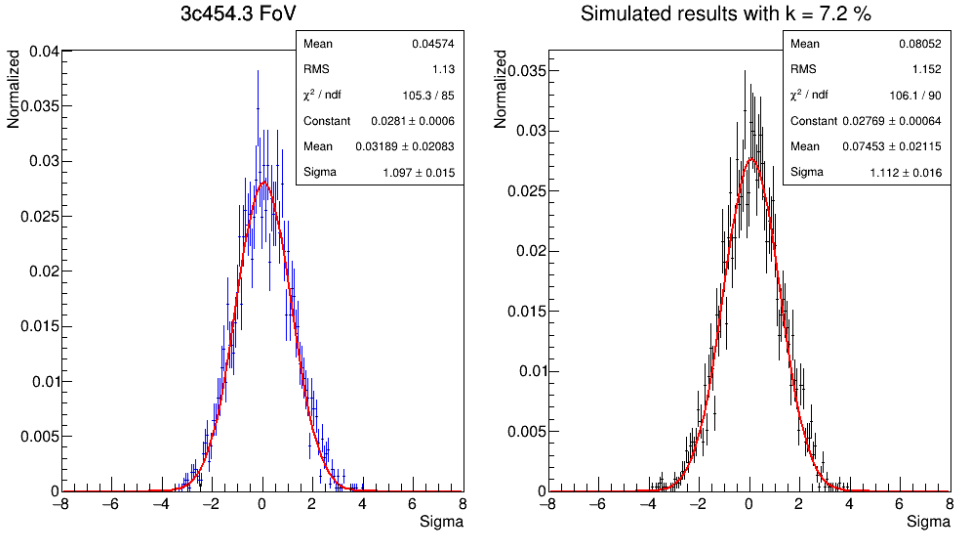 3c454.3 FoV
Normalized
Mean 0.04574
RMS 1.13
χ² / ndf 105.3 / 85
Constant 0.0281 ± 0.0006
Mean 0.03189 ± 0.02083
Sigma 1.097 ± 0.015
0.04
0.035
0.03
0.025
0.02
0.015
0.01
0.005
0
−8 −6 −4 −2 0 2 4 6 8
Sigma
Simulated results with k = 7.2 %
Normalized
Mean 0.08052
RMS 1.152
χ² / ndf 106.1 / 90
Constant 0.02769 ± 0.00064
Mean 0.07453 ± 0.02115
Sigma 1.112 ± 0.016
0.035
0.03
0.025
0.02
0.015
0.01
0.005
0
−8 −6 −4 −2 0 2 4 6 8
Sigma